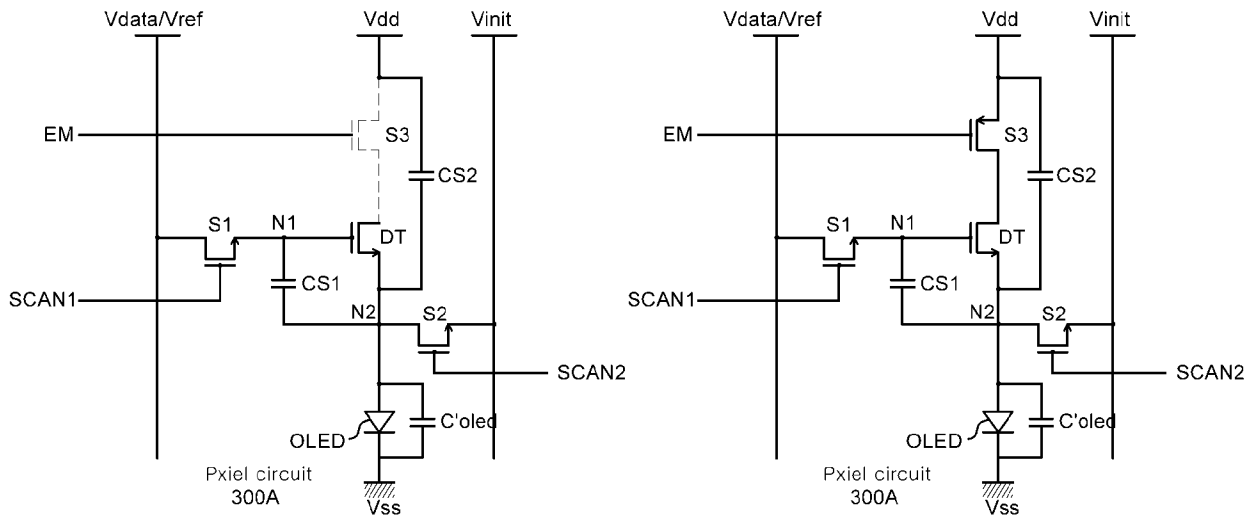 Vdata/Vref Vdd Vinit
EM
S3
CS2
S1
N1
DT
CS1
SCAN1
N2
S2
SCAN2
C'oled
OLED
Pxiel circuit
300A
Vss
Vdata/Vref Vdd Vinit
EM
S3
CS2
S1
N1
DT
CS1
SCAN1
N2
S2
SCAN2
C'oled
OLED
Pxiel circuit
300A
Vss